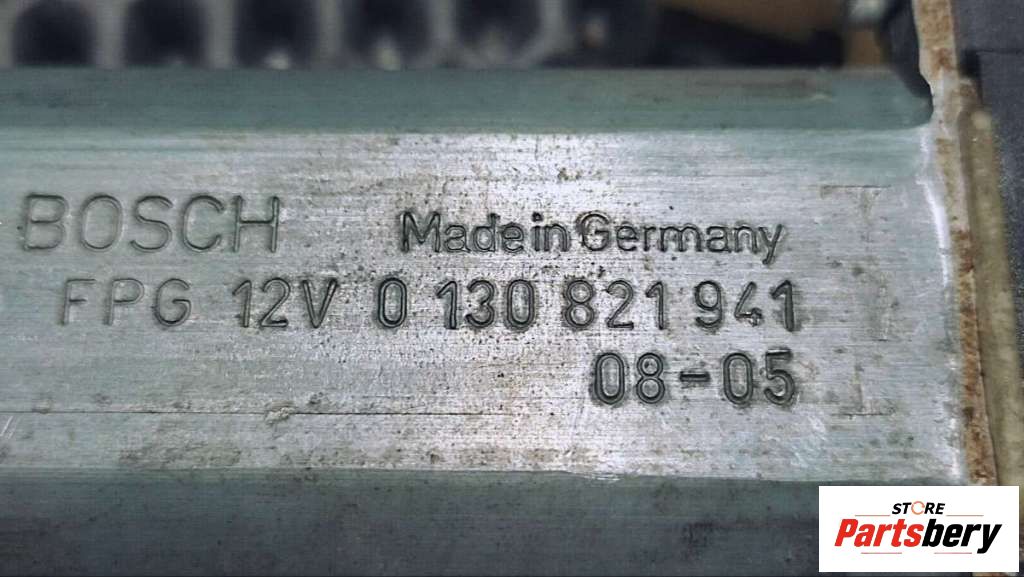 BOSCH Made in Germany
FPG 12V 0 130 821 941
08-05
STORE
Partsbery